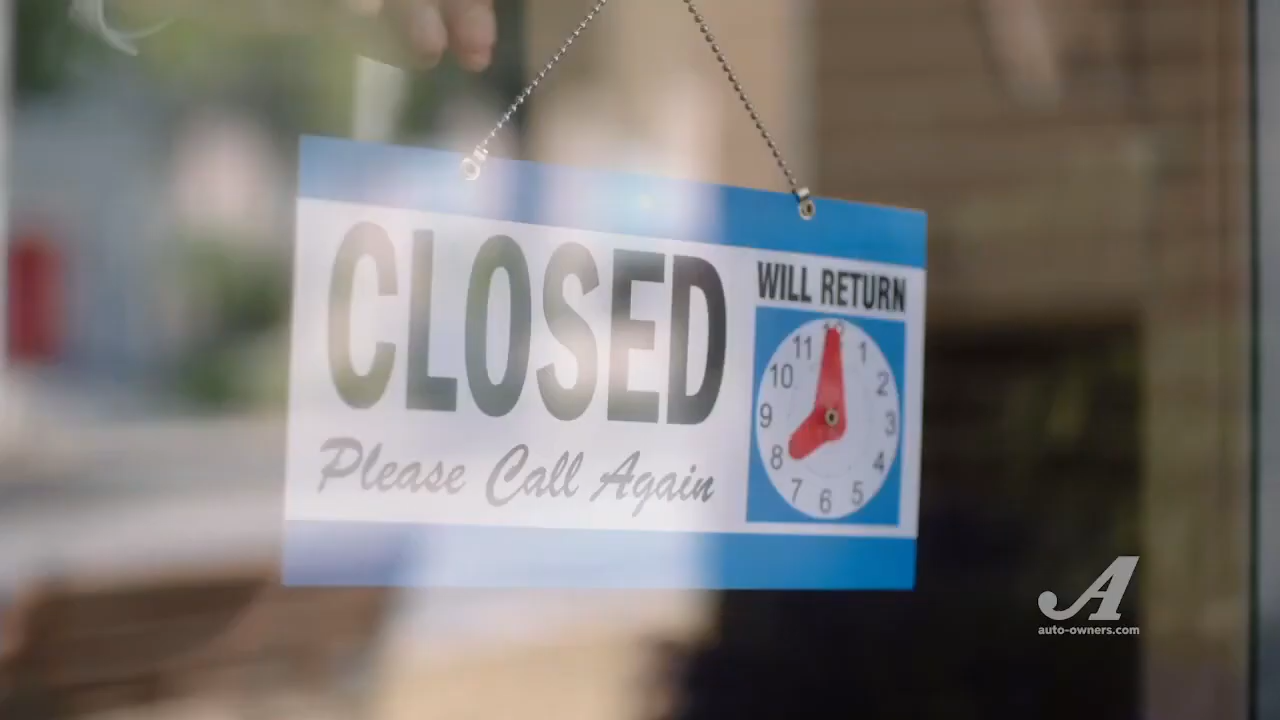 CLOSED
Please Call Again
WILL RETURN
12
11 1
10 2
9 3
8 4
7 6 5
A
auto-owners.com